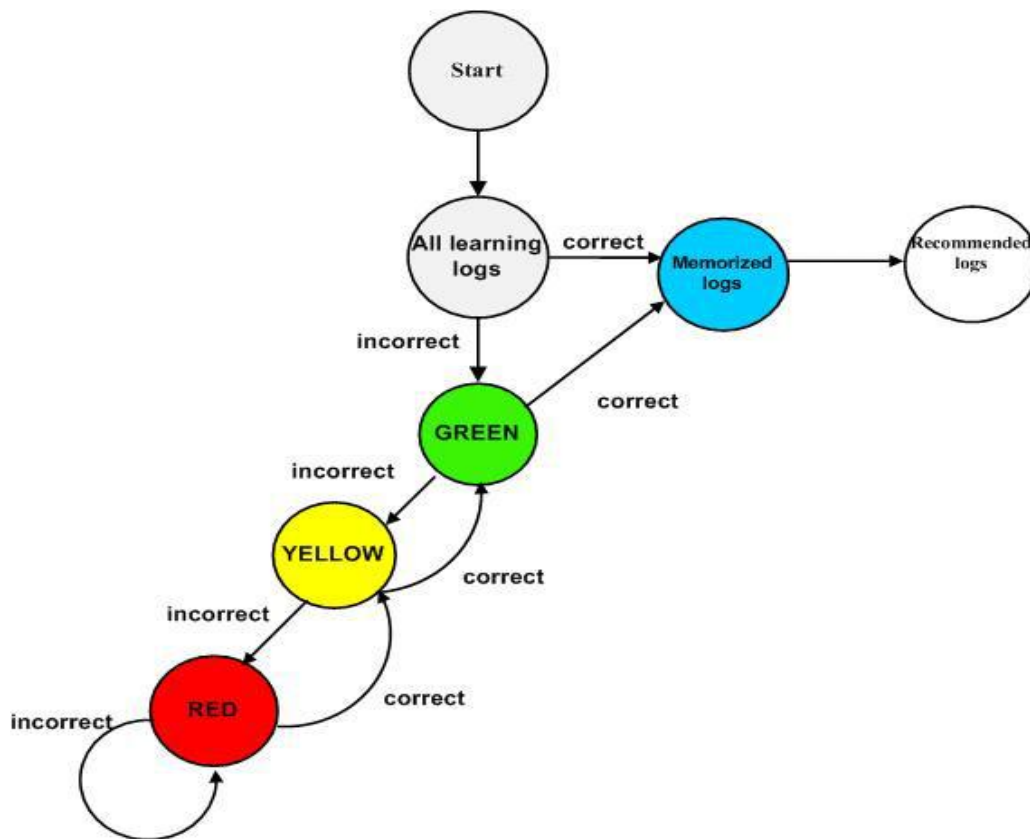 Start
All learning
logs
correct
Memorized
logs
Recommended
logs
incorrect
correct
GREEN
incorrect
YELLOW
correct
incorrect
RED
correct
incorrect